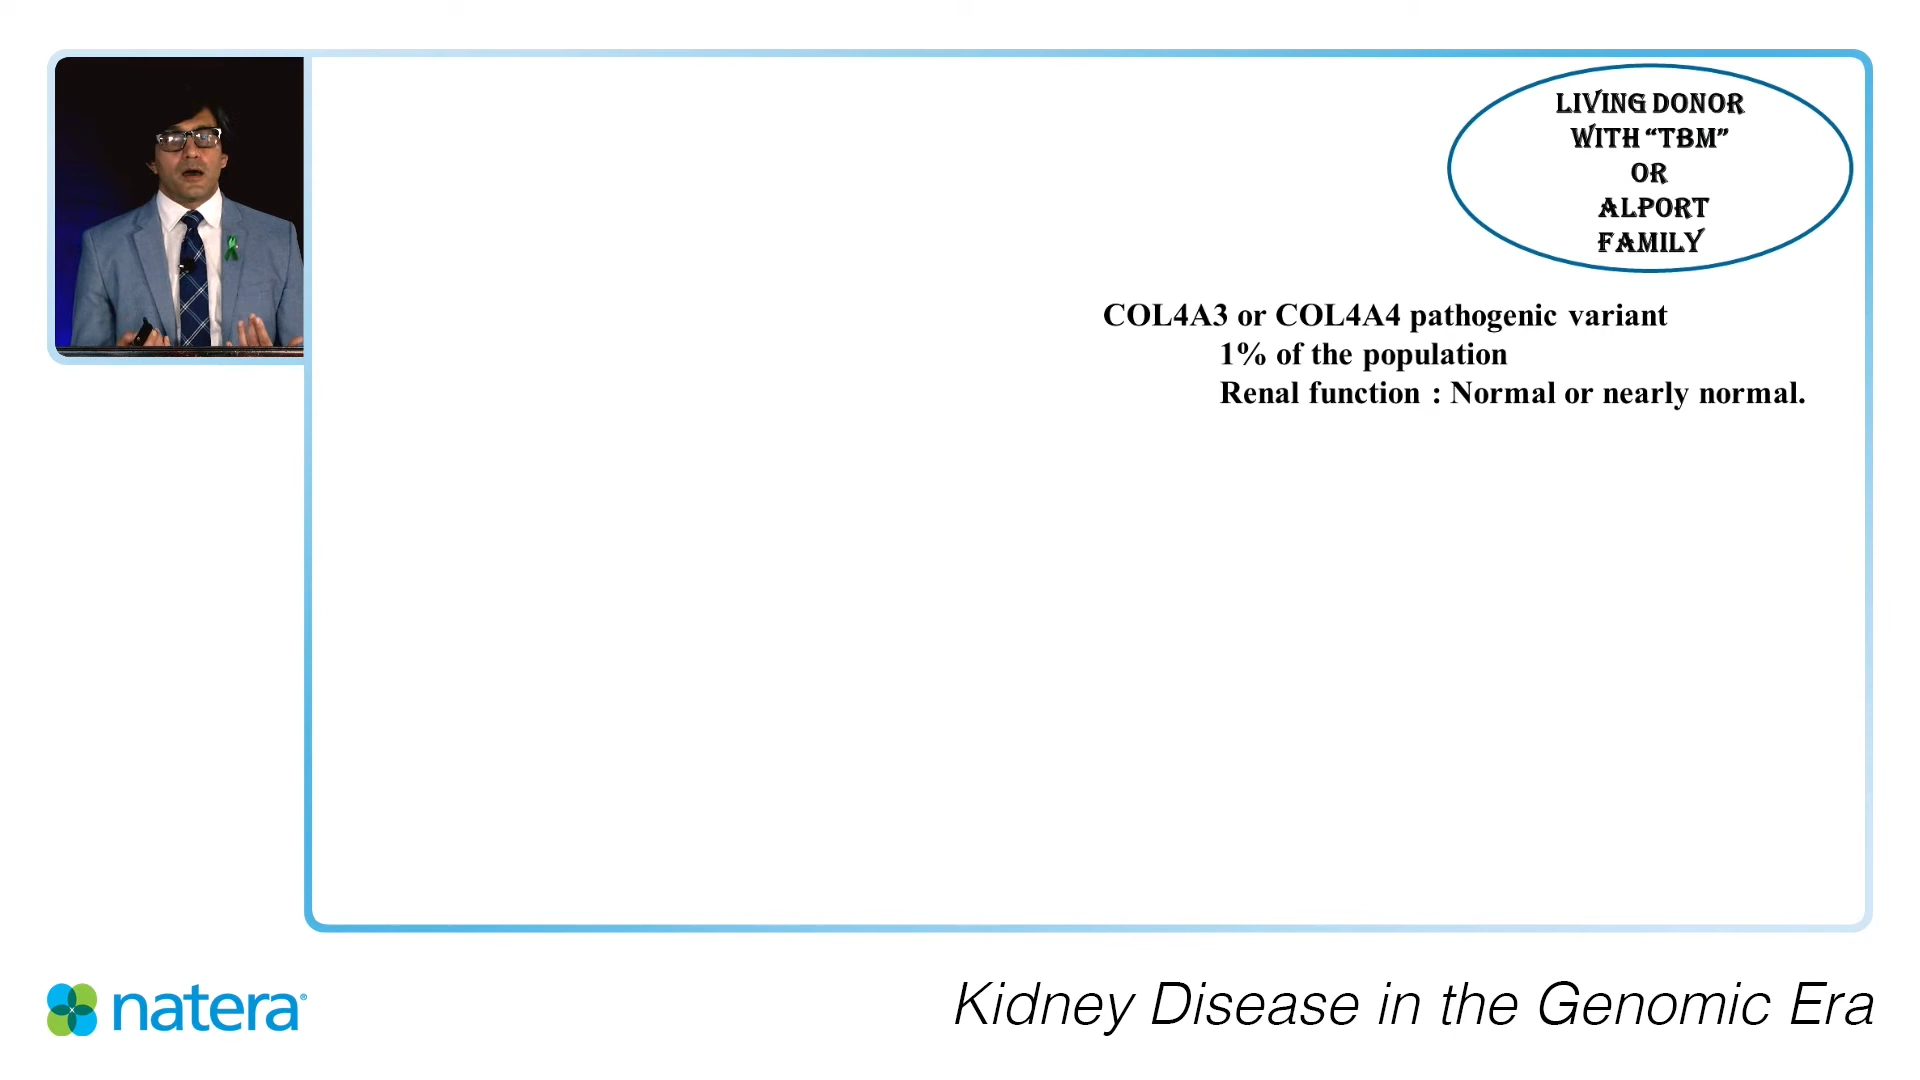 LIVING DONOR
WITH “TBM”
OR
ALPORT
FAMILY
COL4A3 or COL4A4 pathogenic variant
1% of the population
Renal function : Normal or nearly normal.
natera®
Kidney Disease in the Genomic Era